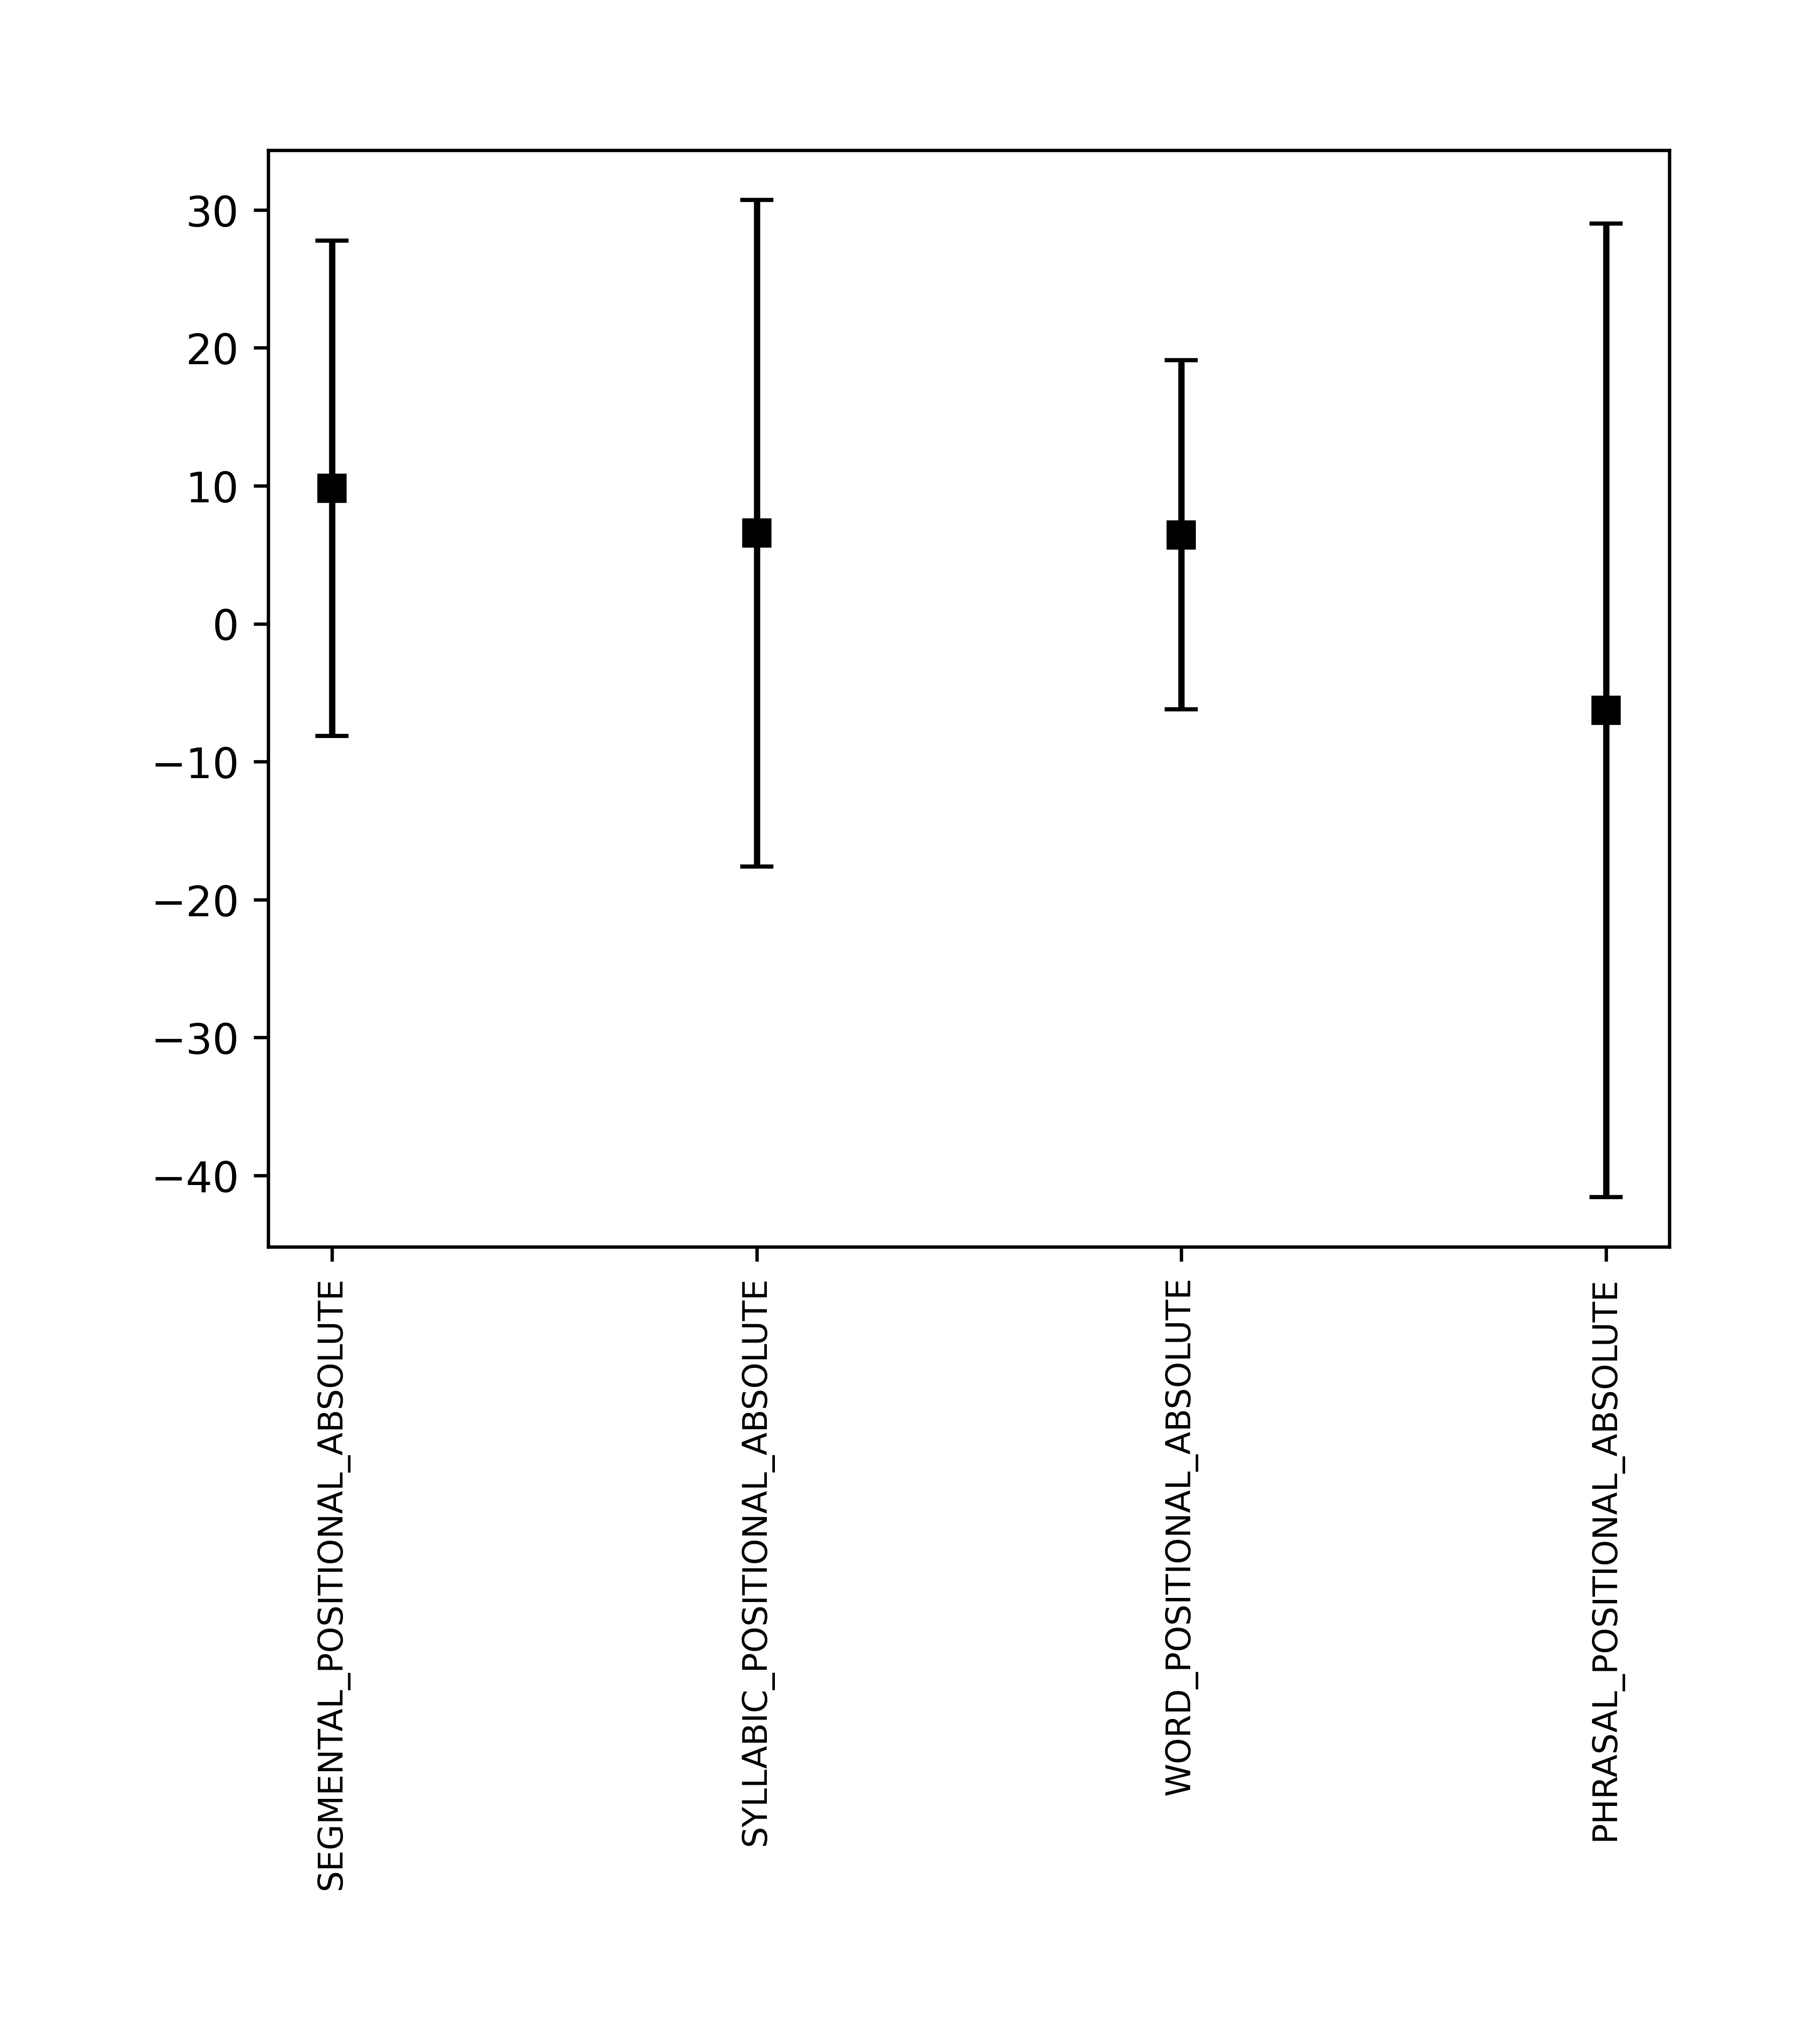 30
20
10
0
−10
−20
−30
−40
SEGMENTAL_POSITIONAL_ABSOLUTE
SYLLABIC_POSITIONAL_ABSOLUTE
WORD_POSITIONAL_ABSOLUTE
PHRASAL_POSITIONAL_ABSOLUTE